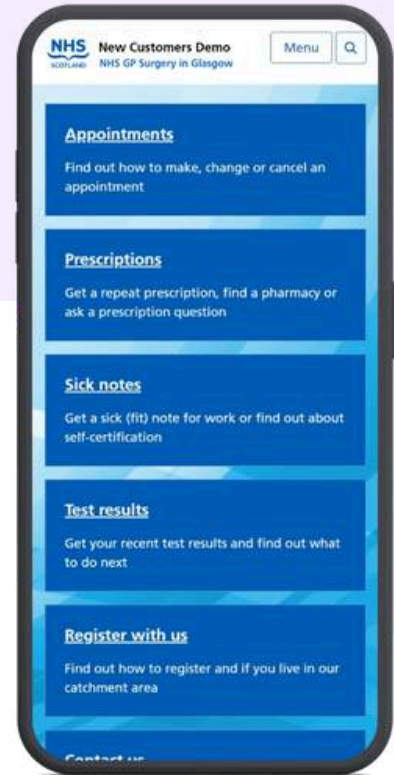 NHS
SCOTLAND
New Customers Demo
NHS GP Surgery in Glasgow
Menu
Appointments
Find out how to make, change or cancel an
appointment
Prescriptions
Get a repeat prescription, find a pharmacy or
ask a prescription question
Sick notes
Get a sick (fit) note for work or find out about
self-certification
Test results
Get your recent test results and find out what
to do next
Register with us
Find out how to register and if you live in our
catchment area
Contact us